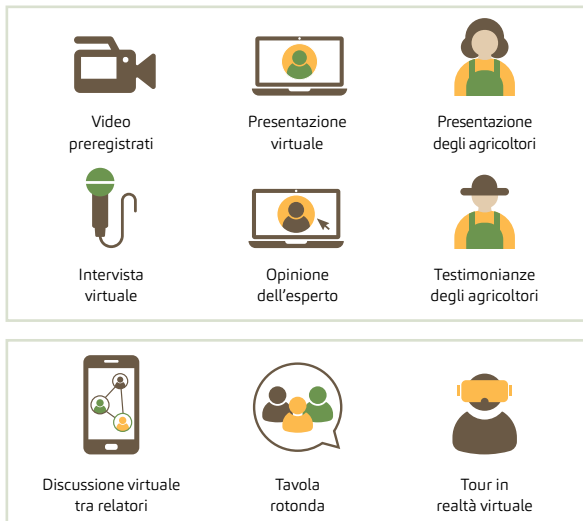 Video
preregistrati
Presentazione
virtuale
Presentazione
degli agricoltori
Intervista
virtuale
Opinione
dell'esperto
Testimonianze
degli agricoltori
Discussione virtuale
tra relatori
Tavola
rotonda
Tour in
realtà virtuale